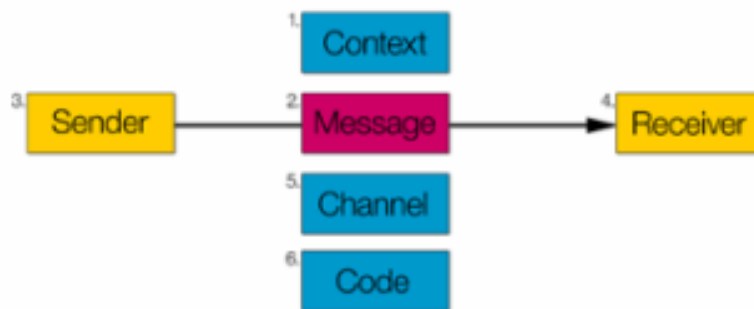 1. Context
3. Sender
2. Message
4. Receiver
5. Channel
6. Code